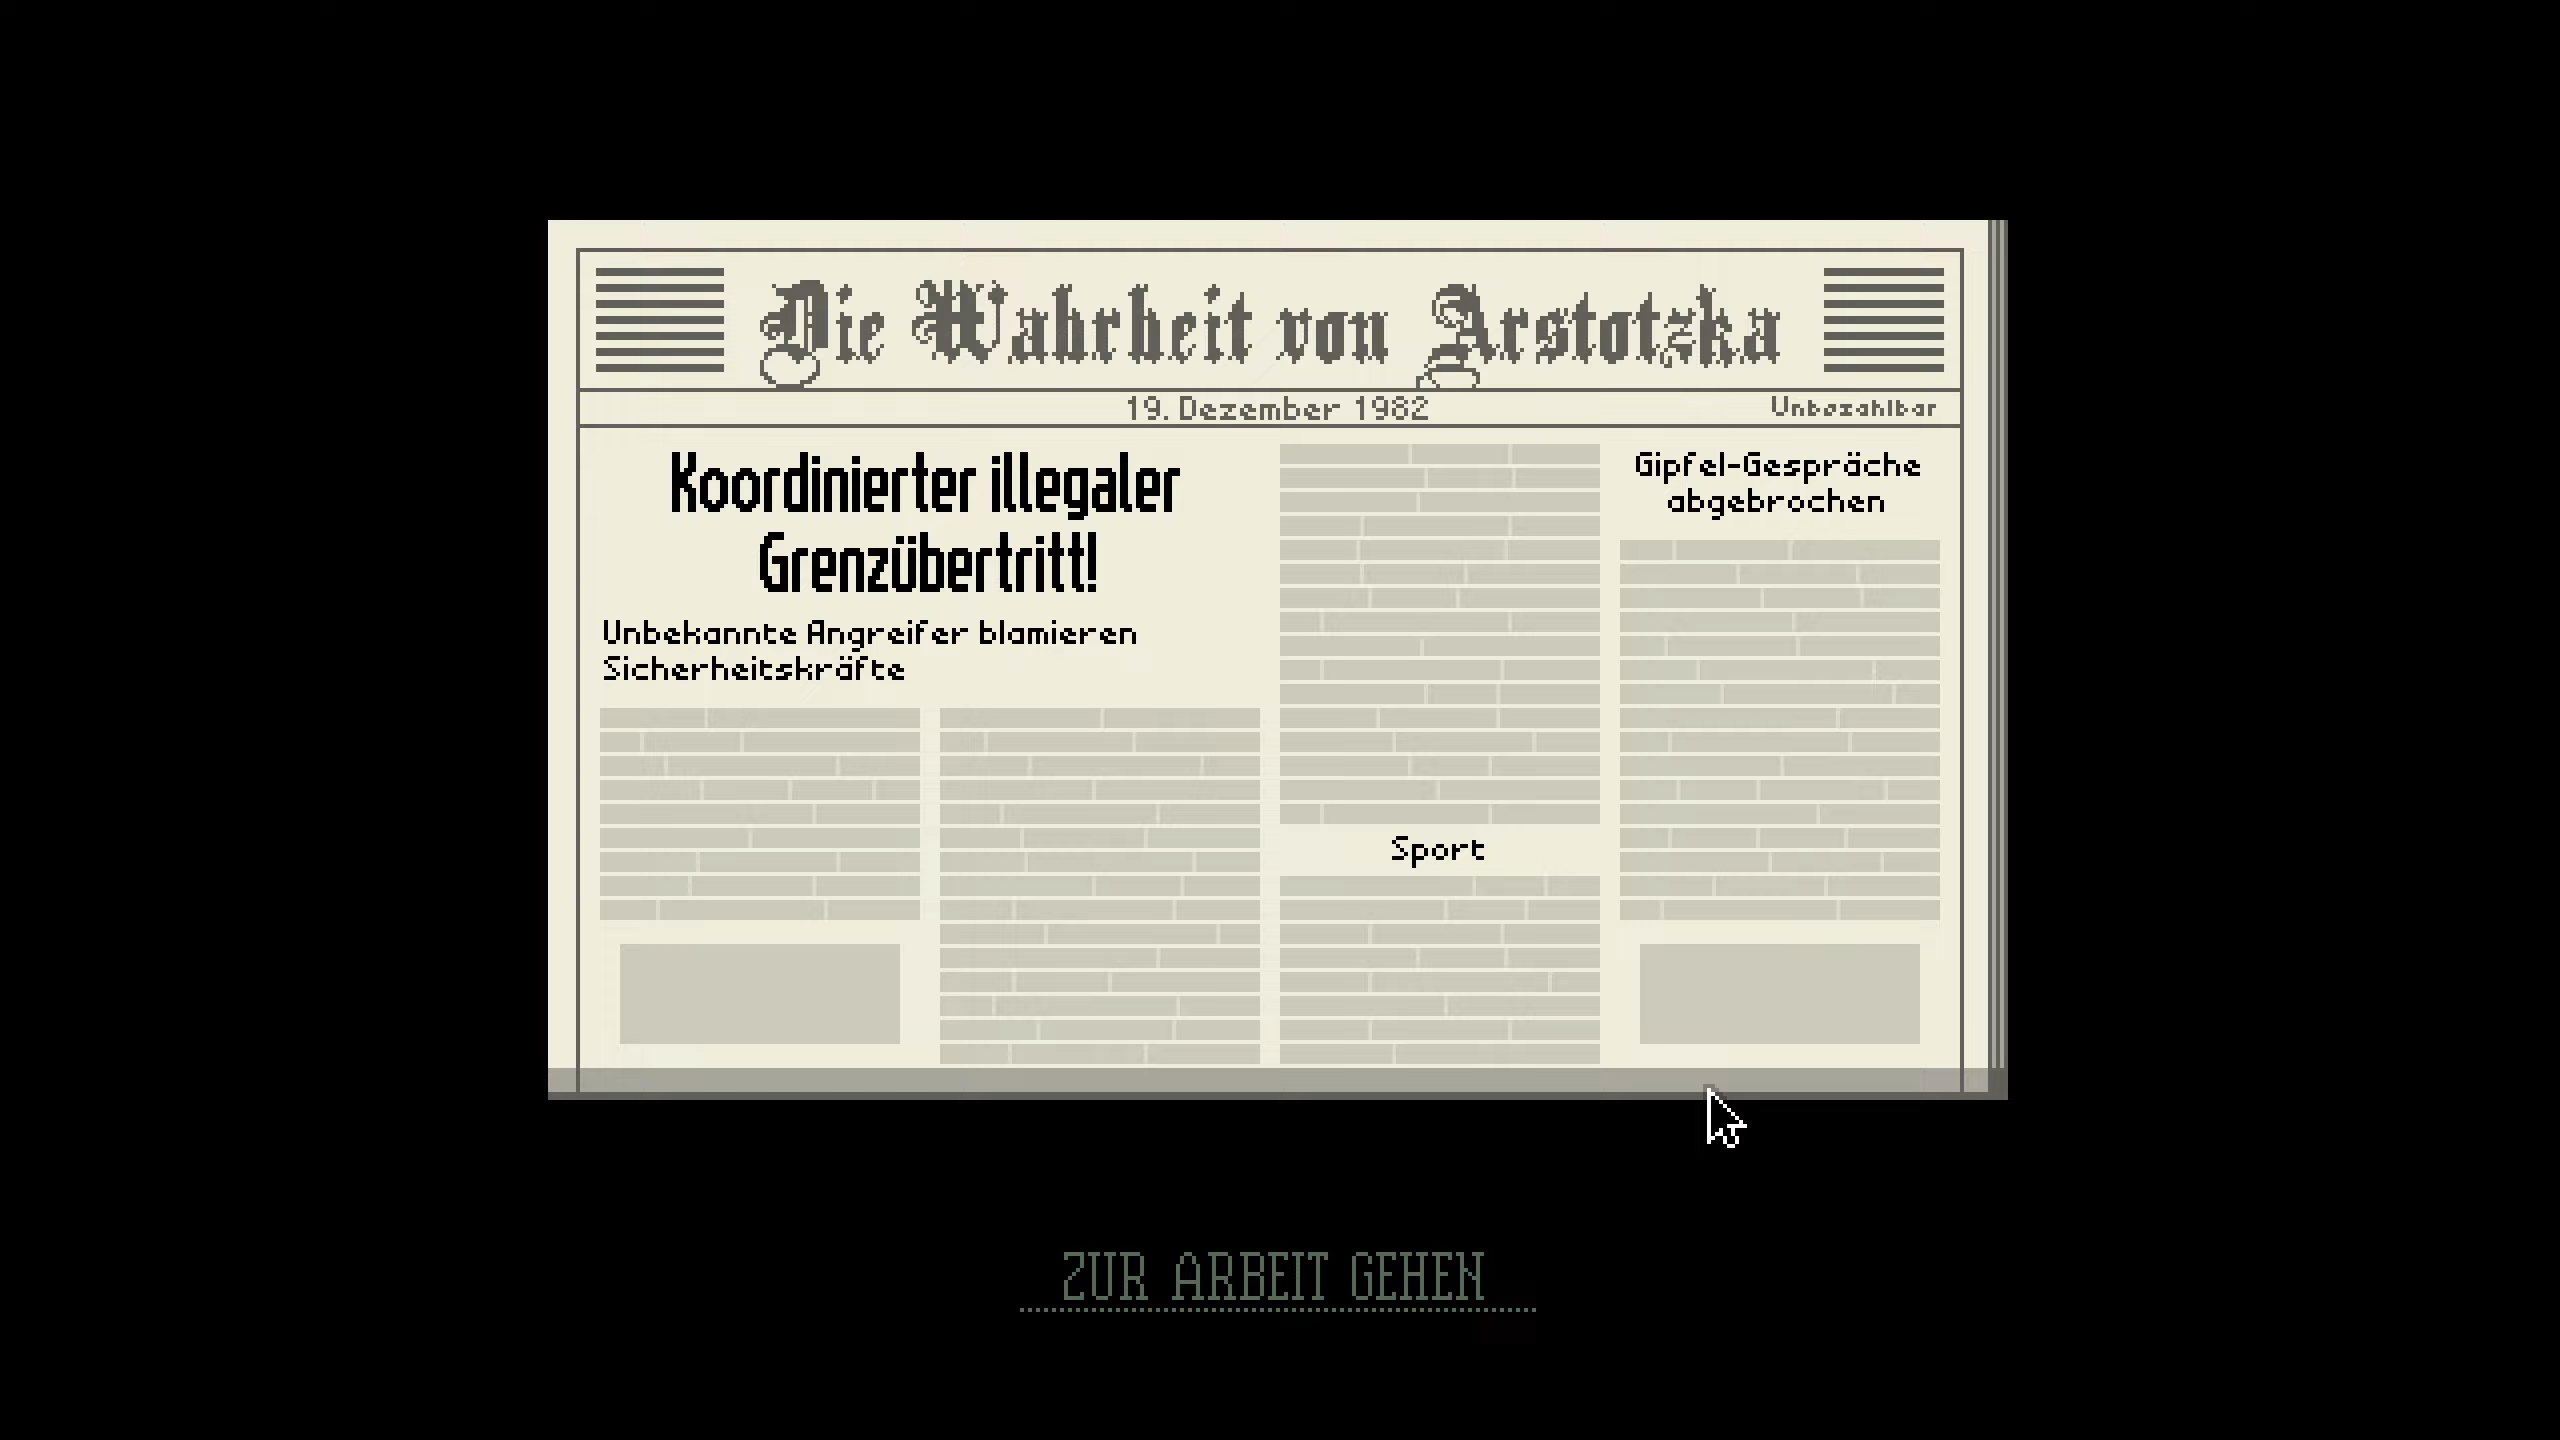 Die Wahrheit von Arstotzka
19. Dezember 1982
Unbezahlbar
Koordinierter illegaler
Grenzübertritt!
Unbekannte Angreifer blamieren
Sicherheitskräfte
Sport
Gipfel-Gespräche
abgebrochen
ZUR ARBEIT GEHEN